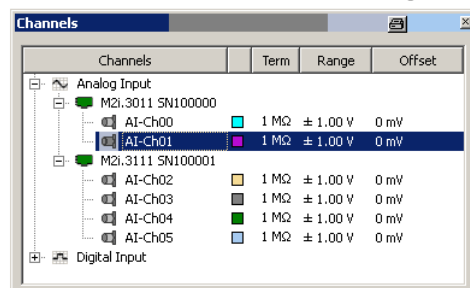 Channels
Channels Term Range Offset
Analog Input
M2i.3011 SN100000
AI-Ch00 1 MΩ ± 1.00 V 0 mV
AI-Ch01 1 MΩ ± 1.00 V 0 mV
M2i.3111 SN100001
AI-Ch02 1 MΩ ± 1.00 V 0 mV
AI-Ch03 1 MΩ ± 1.00 V 0 mV
AI-Ch04 1 MΩ ± 1.00 V 0 mV
AI-Ch05 1 MΩ ± 1.00 V 0 mV
Digital Input